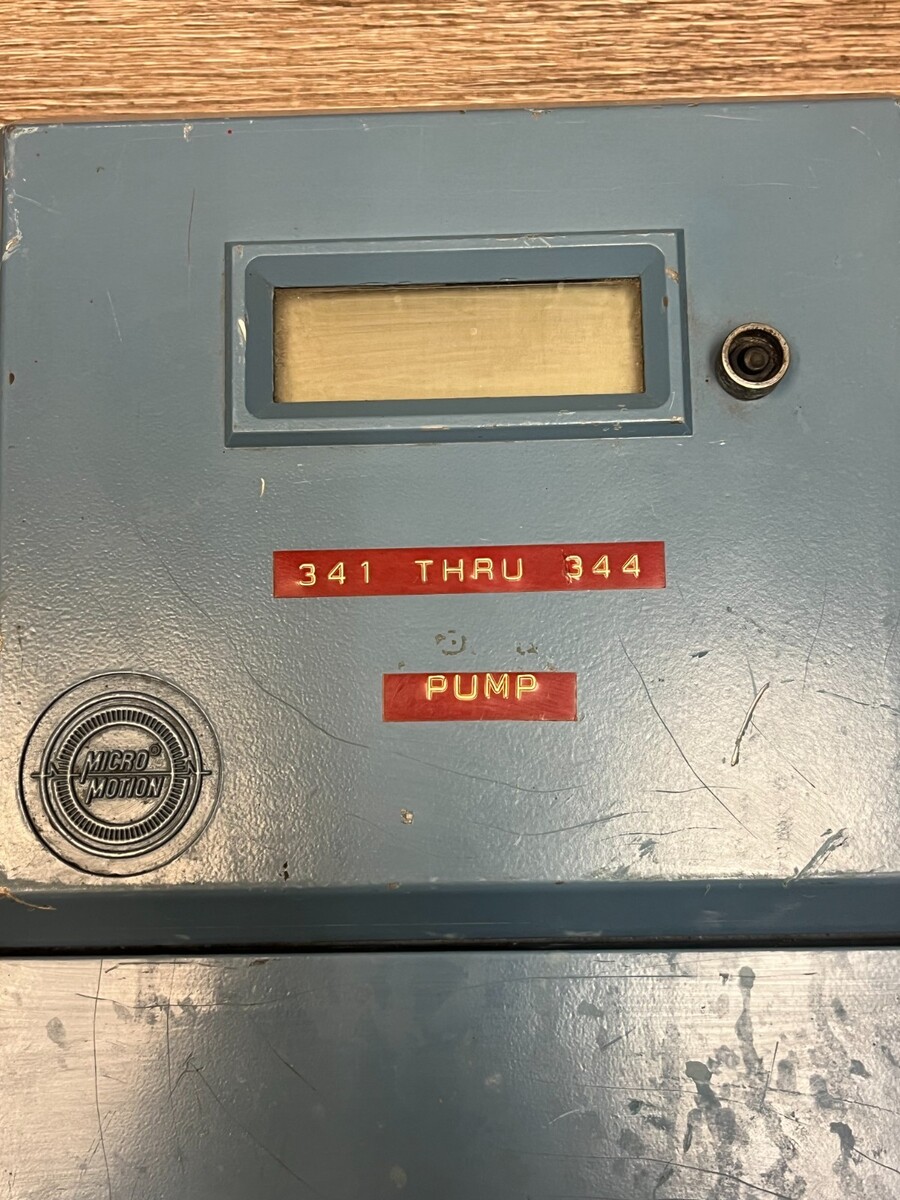 341 THRU 344
PUMP
MICRO®
MOTION